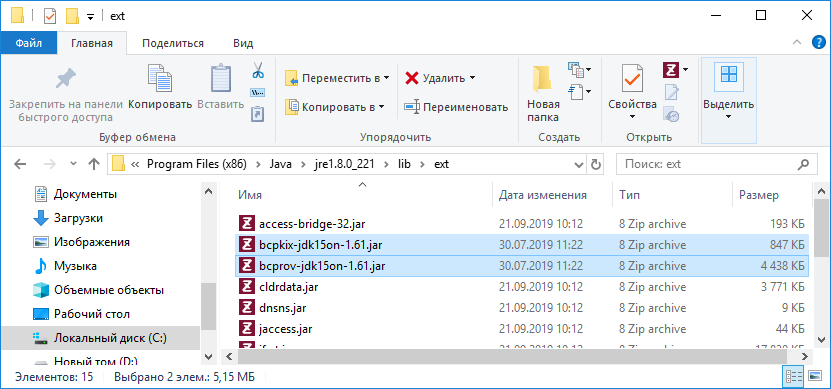 ext
Файл Главная Поделиться Вид
Закрепить на панели быстрого доступа
Копировать
Вставить
Буфер обмена
Переместить в
Копировать в
Удалить
Переименовать
Упорядочить
Новая папка
Создать
Свойства
Открыть
Выделить
« Program Files (x86) › Java › jre1.8.0_221 › lib › ext
Поиск: ext
Документы
Загрузки
Изображения
Музыка
Объемные объекты
Рабочий стол
Локальный диск (C:)
Новый том (D:)
Имя Дата изменения Тип Размер
access-bridge-32.jar 21.09.2019 10:12 8 Zip archive 193 КБ
bcpkix-jdk15on-1.61.jar 30.07.2019 11:22 8 Zip archive 847 КБ
bcprov-jdk15on-1.61.jar 30.07.2019 11:22 8 Zip archive 4 438 КБ
cldrdata.jar 21.09.2019 10:12 8 Zip archive 3 771 КБ
dnsns.jar 21.09.2019 10:12 8 Zip archive 9 КБ
jaccess.jar 21.09.2019 10:12 8 Zip archive 44 КБ
Элементов: 15 Выбрано 2 элем.: 5,15 МБ